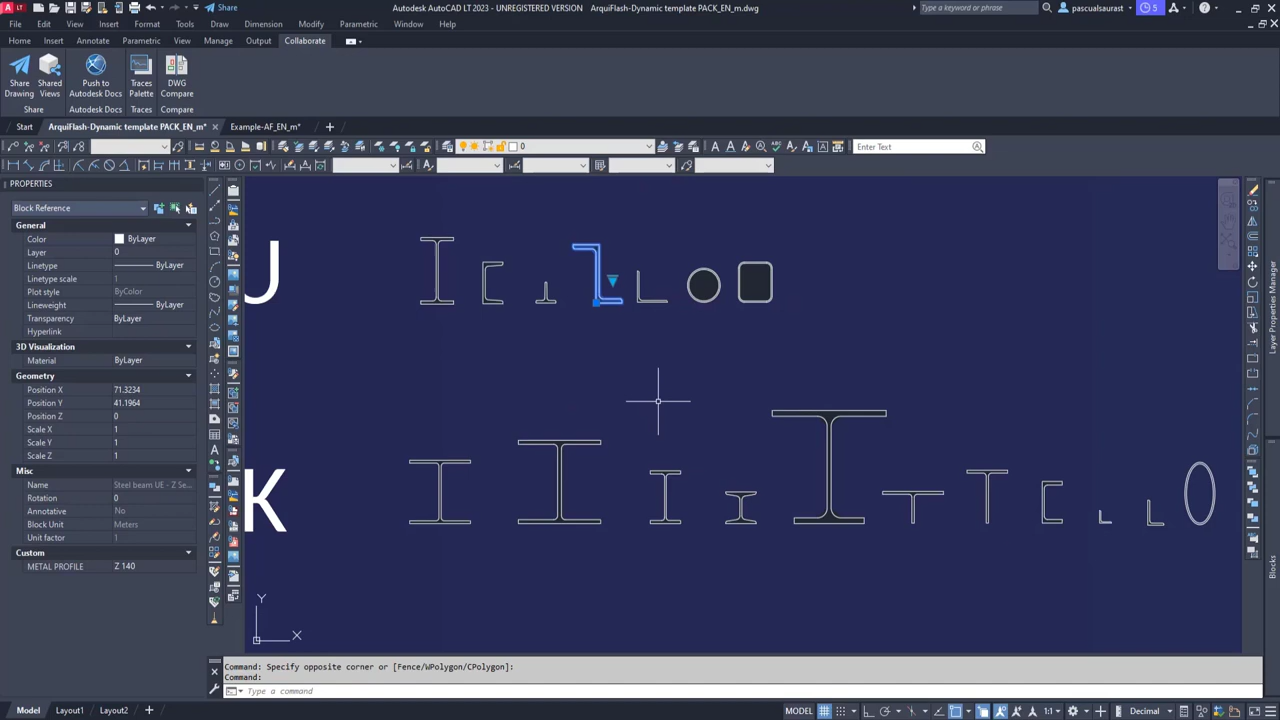 Share
Autodesk AutoCAD LT 2023 - UNREGISTERED VERSION ArquiFlash-Dynamic template PACK_EN_m.dwg
Type a keyword or phrase
pascualsaurast
5
File Edit View Insert Format Tools Draw Dimension Modify Parametric Window Help
Home Insert Annotate Parametric View Manage Output Collaborate
Share Drawing
Shared Views
Push to Autodesk Docs
Traces Palette
DWG Compare
Share Autodesk Docs Traces Compare
Start ArquiFlash-Dynamic template PACK_EN_m* Example-AF_EN_m*
0
Enter Text
PROPERTIES
Block Reference
General
Color ByLayer
Layer 0
Linetype ByLayer
Linetype scale 1
Plot style ByColor
Lineweight ByLayer
Transparency ByLayer
Hyperlink
3D Visualization
Material ByLayer
Geometry
Position X 71.3234
Position Y 41.1964
Position Z 0
Scale X 1
Scale Y 1
Scale Z 1
Misc
Name Steel beam UE - Z Se...
Rotation 0
Annotative No
Block Unit Meters
Unit factor 1
Custom
METAL PROFILE Z 140
U
K
Y
X
Layer Properties Manager
Blocks
Command: Specify opposite corner or [Fence/WPolygon/CPolygon]:
Command:
Type a command
Model Layout1 Layout2
MODEL
1:1
Decimal